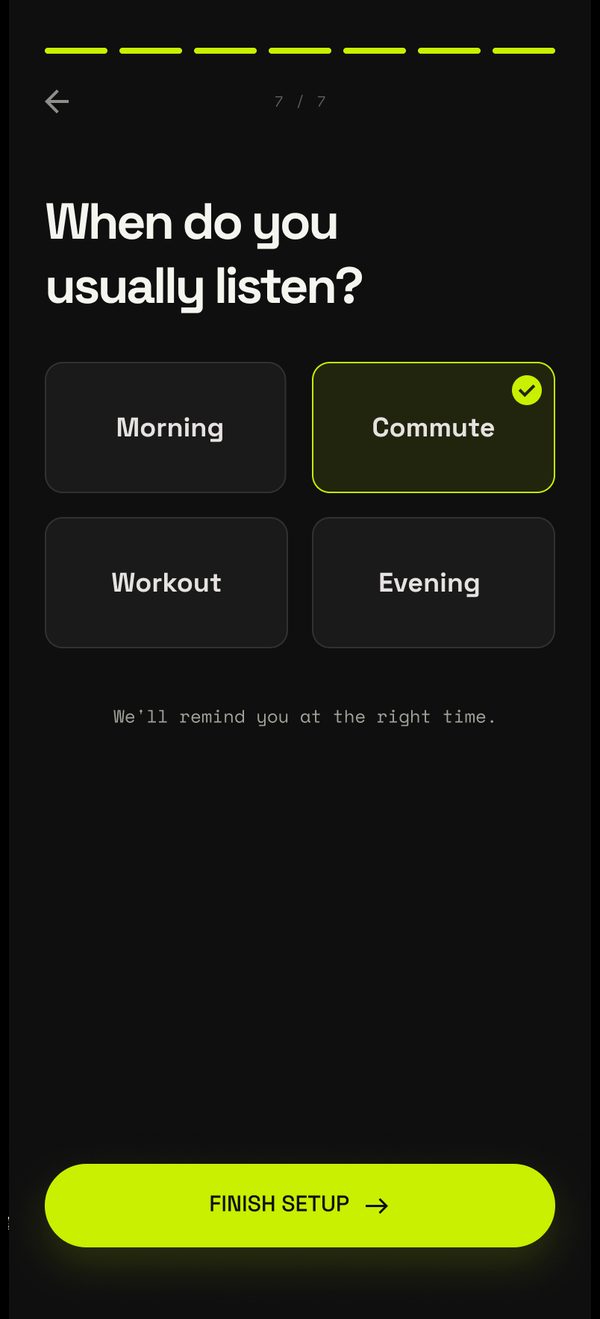 7 / 7
When do you
usually listen?
Morning
Commute
Workout
Evening
We'll remind you at the right time.
FINISH SETUP →